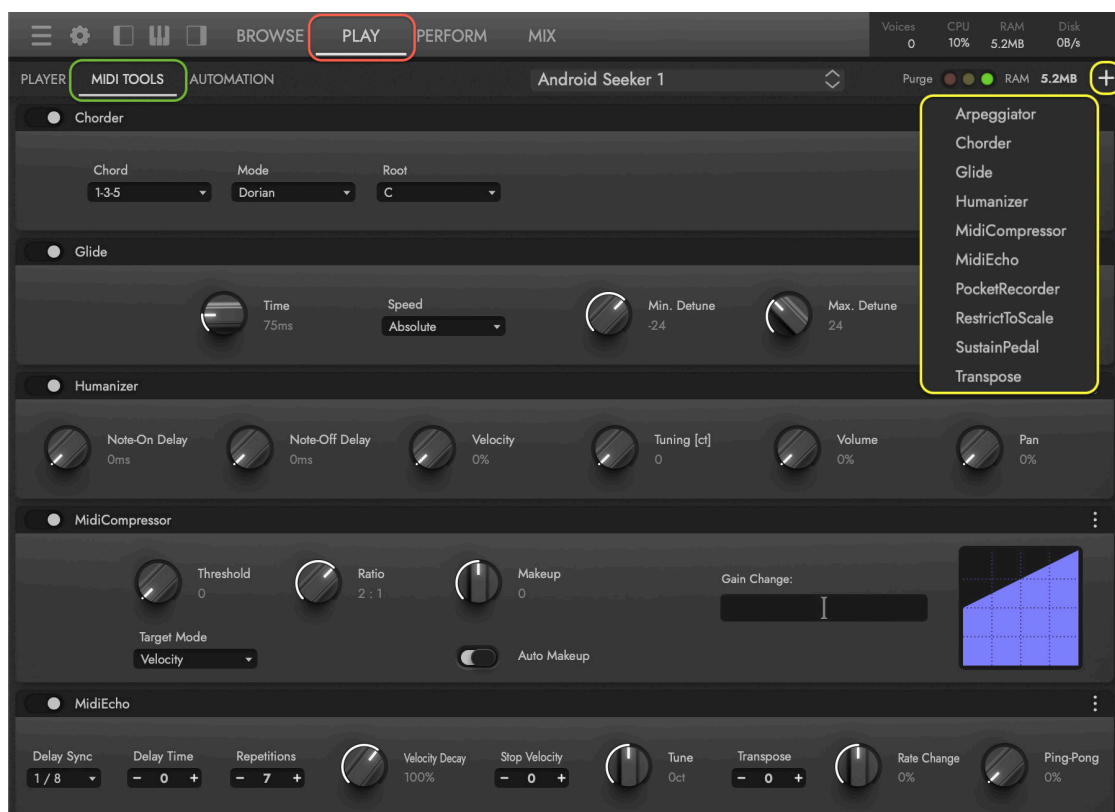 BROWSE PLAY PERFORM MIX
Voices CPU RAM Disk
0 10% 5.2MB 0B/s
PLAYER MIDI TOOLS AUTOMATION Android Seeker 1 Purge RAM 5.2MB +
Arpeggiator
Chorder
Glide
Humanizer
MidiCompressor
MidiEcho
PocketRecorder
RestrictToScale
SustainPedal
Transpose
Chorder
Chord Mode Root
1-3-5 Dorian C
Glide
Time Speed Min. Detune Max. Detune
75ms Absolute -24 24
Humanizer
Note-On Delay Note-Off Delay Velocity Tuning [ct] Volume Pan
0ms 0ms 0% 0 0% 0%
MidiCompressor
Threshold Ratio Makeup Gain Change:
0 2 : 1 0
Target Mode
Velocity Auto Makeup
MidiEcho
Delay Sync Delay Time Repetitions Velocity Decay Stop Velocity Tune Transpose Rate Change Ping-Pong
1 / 8 - 0 + - 7 + 100% - 0 + 0ct - 0 + 0% 0%